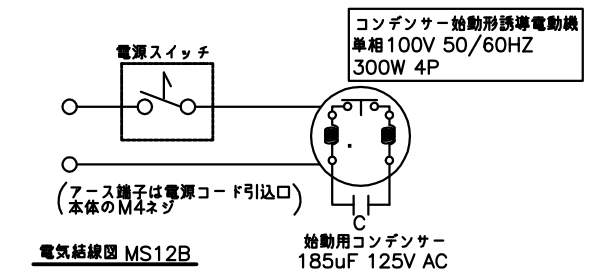 コンデンサー始動形誘導電動機
単相100V 50/60HZ
300W 4P
電源スイッチ
(アース端子は電源コード引込口
本体のM4ネジ)
C
始動用コンデンサー
185uF 125V AC
電気結線図 MS12B